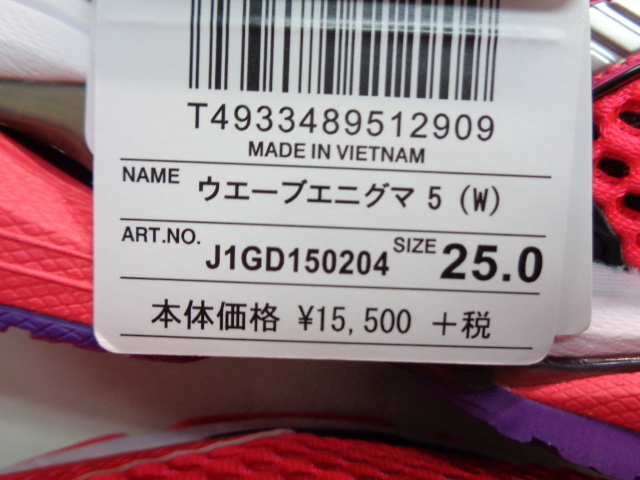 T4933489512909
MADE IN VIETNAM
NAME ウエーブエニグマ 5 (W)
ART.NO. J1GD150204 SIZE 25.0
本体価格 ¥15,500 +税